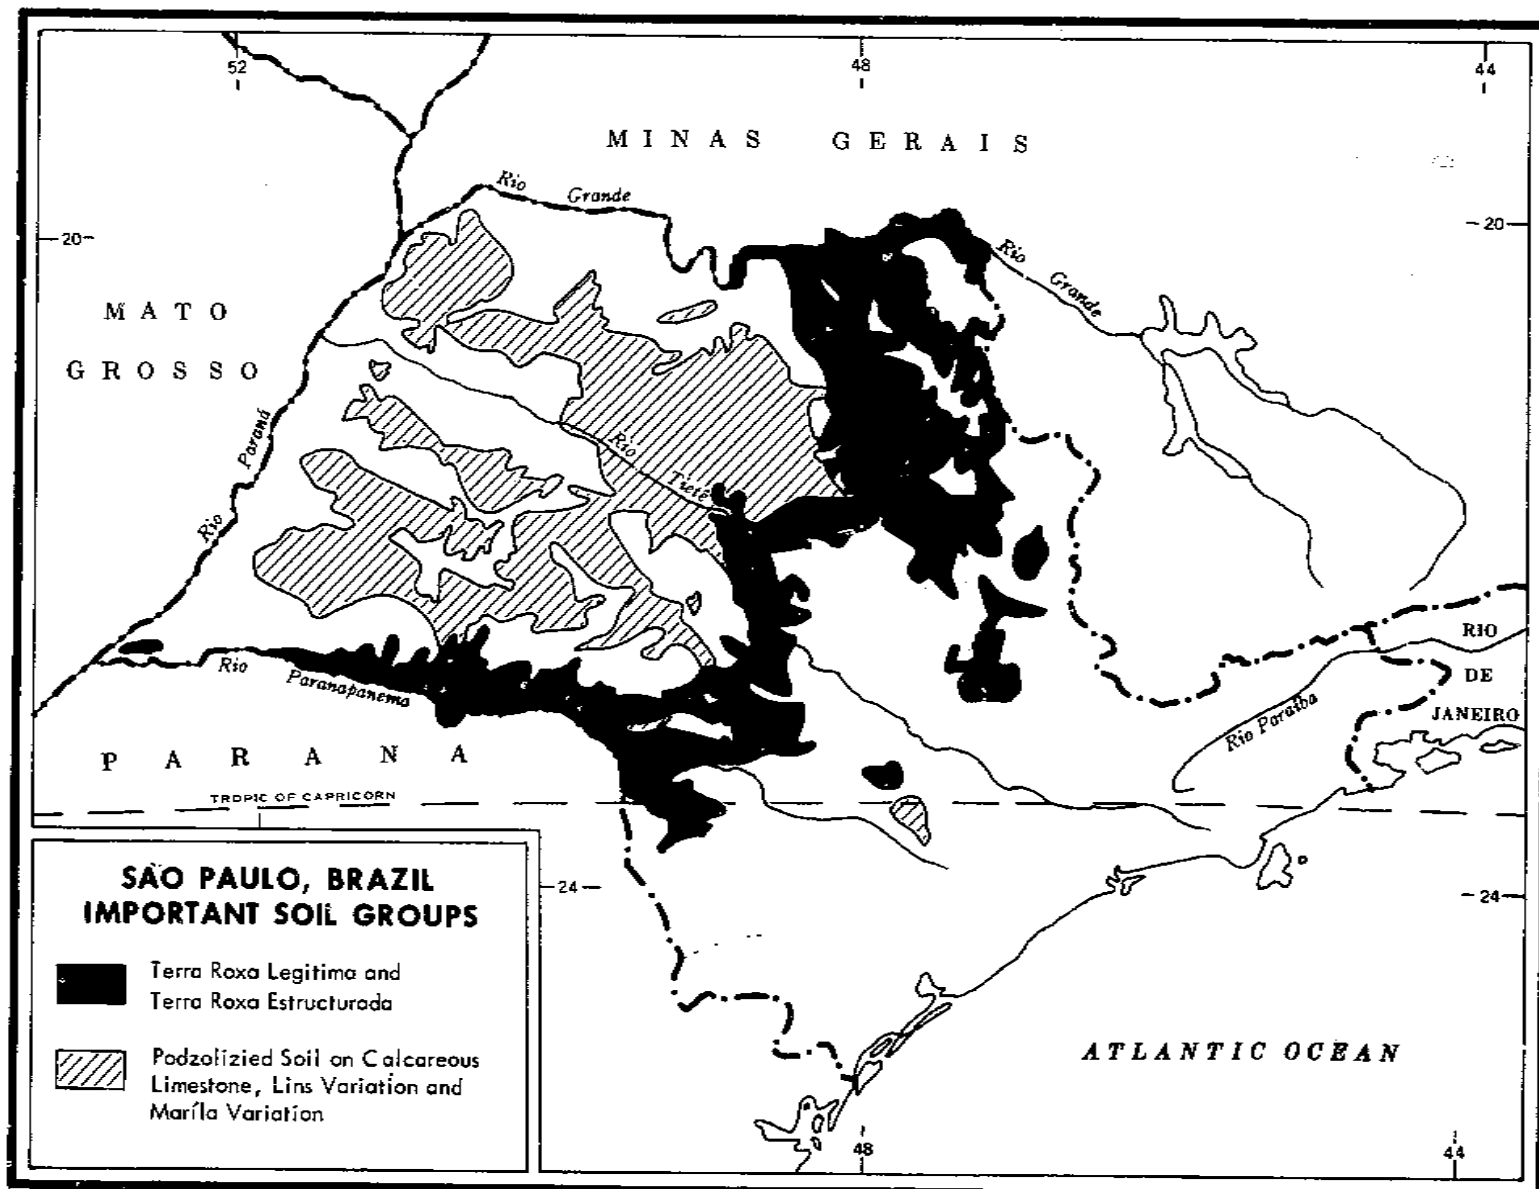 52
48
44
MINAS GERAIS
Rio Grande
20
20
Rio Grande
MATO
GROSSO
Rio Paraná
Rio Tietê
RIO
DE
JANEIRO
Rio Paranapanema
Rio Paraiba
PARANA
TROPIC OF CAPRICORN
SÃO PAULO, BRAZIL
IMPORTANT SOIL GROUPS
Terra Roxa Legitima and
Terra Roxa Estructurada
Podzolizied Soil on Calcareous
Limestone, Lins Variation and
Maríla Variation
24
24
ATLANTIC OCEAN
48
44